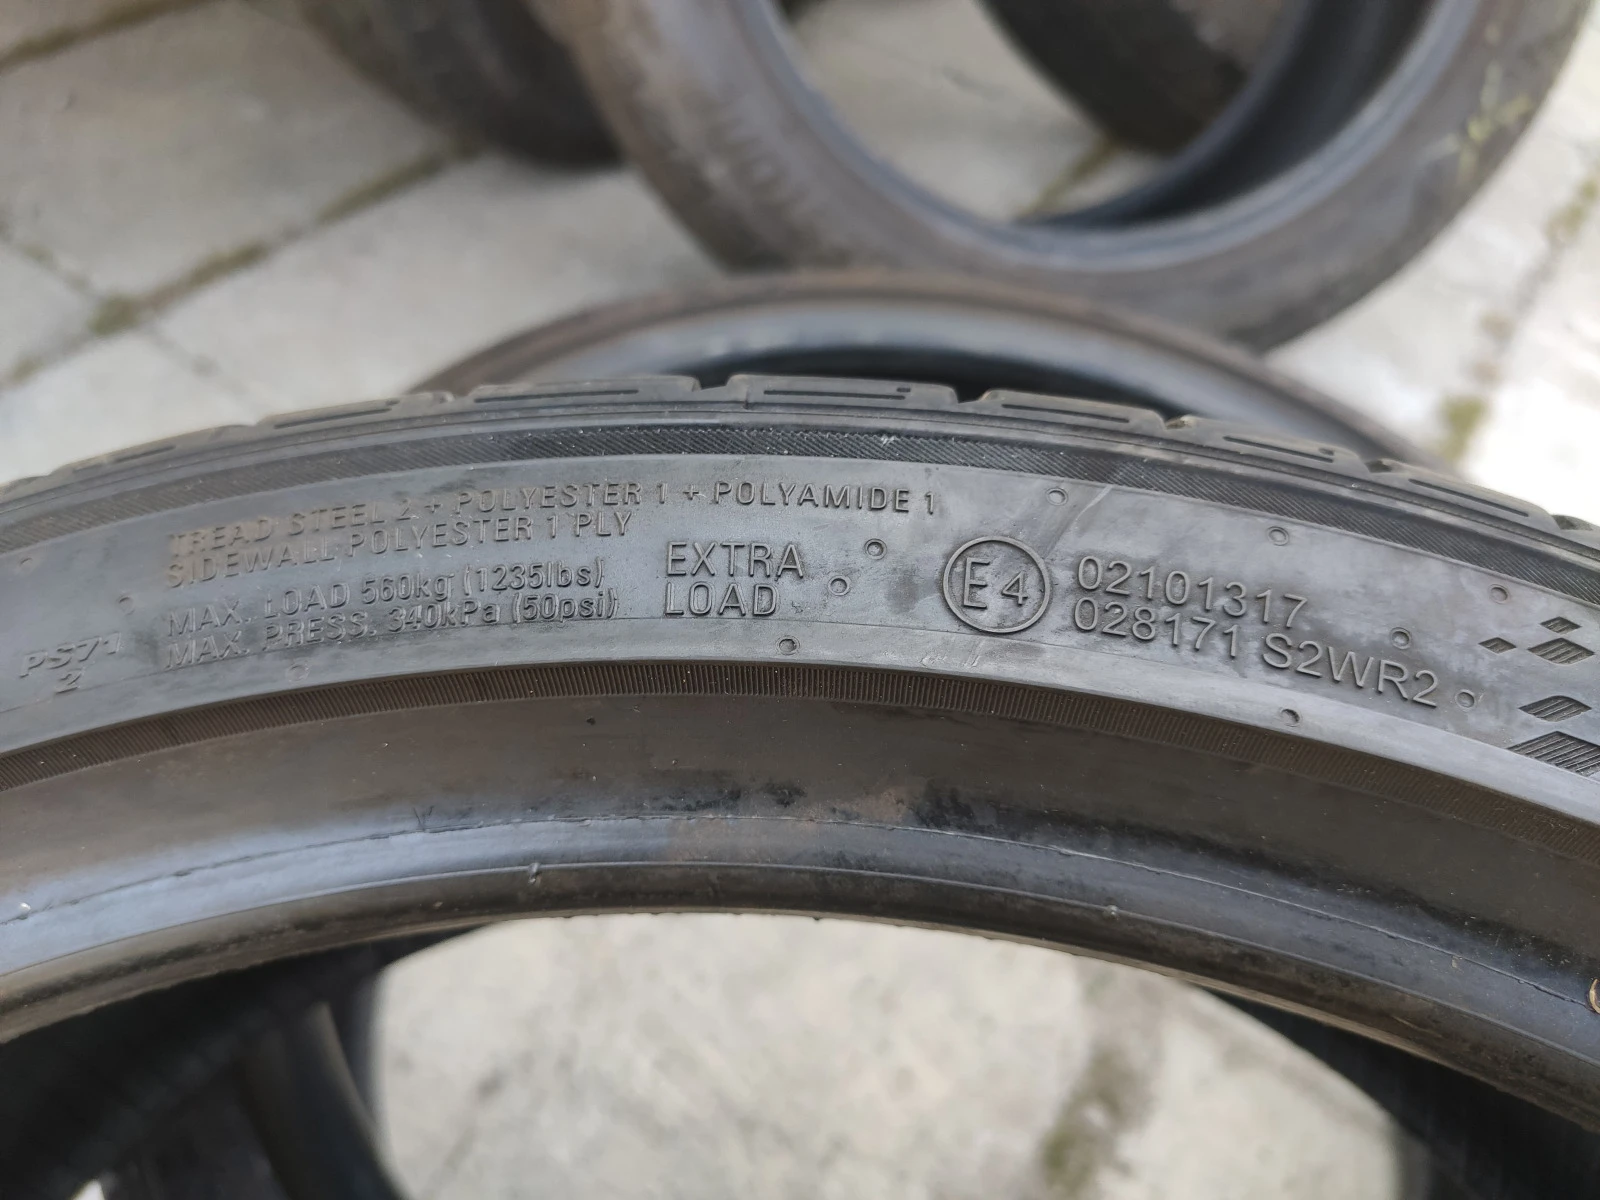 TREAD STEEL 2 + POLYESTER 1 + POLYAMIDE 1
SIDEWALL POLYESTER 1 PLY
MAX. LOAD 560kg (1235lbs)
MAX. PRESS. 340kPa (50psi)
EXTRA
LOAD
PS71
2
E4
02101317
028171 S2WR2